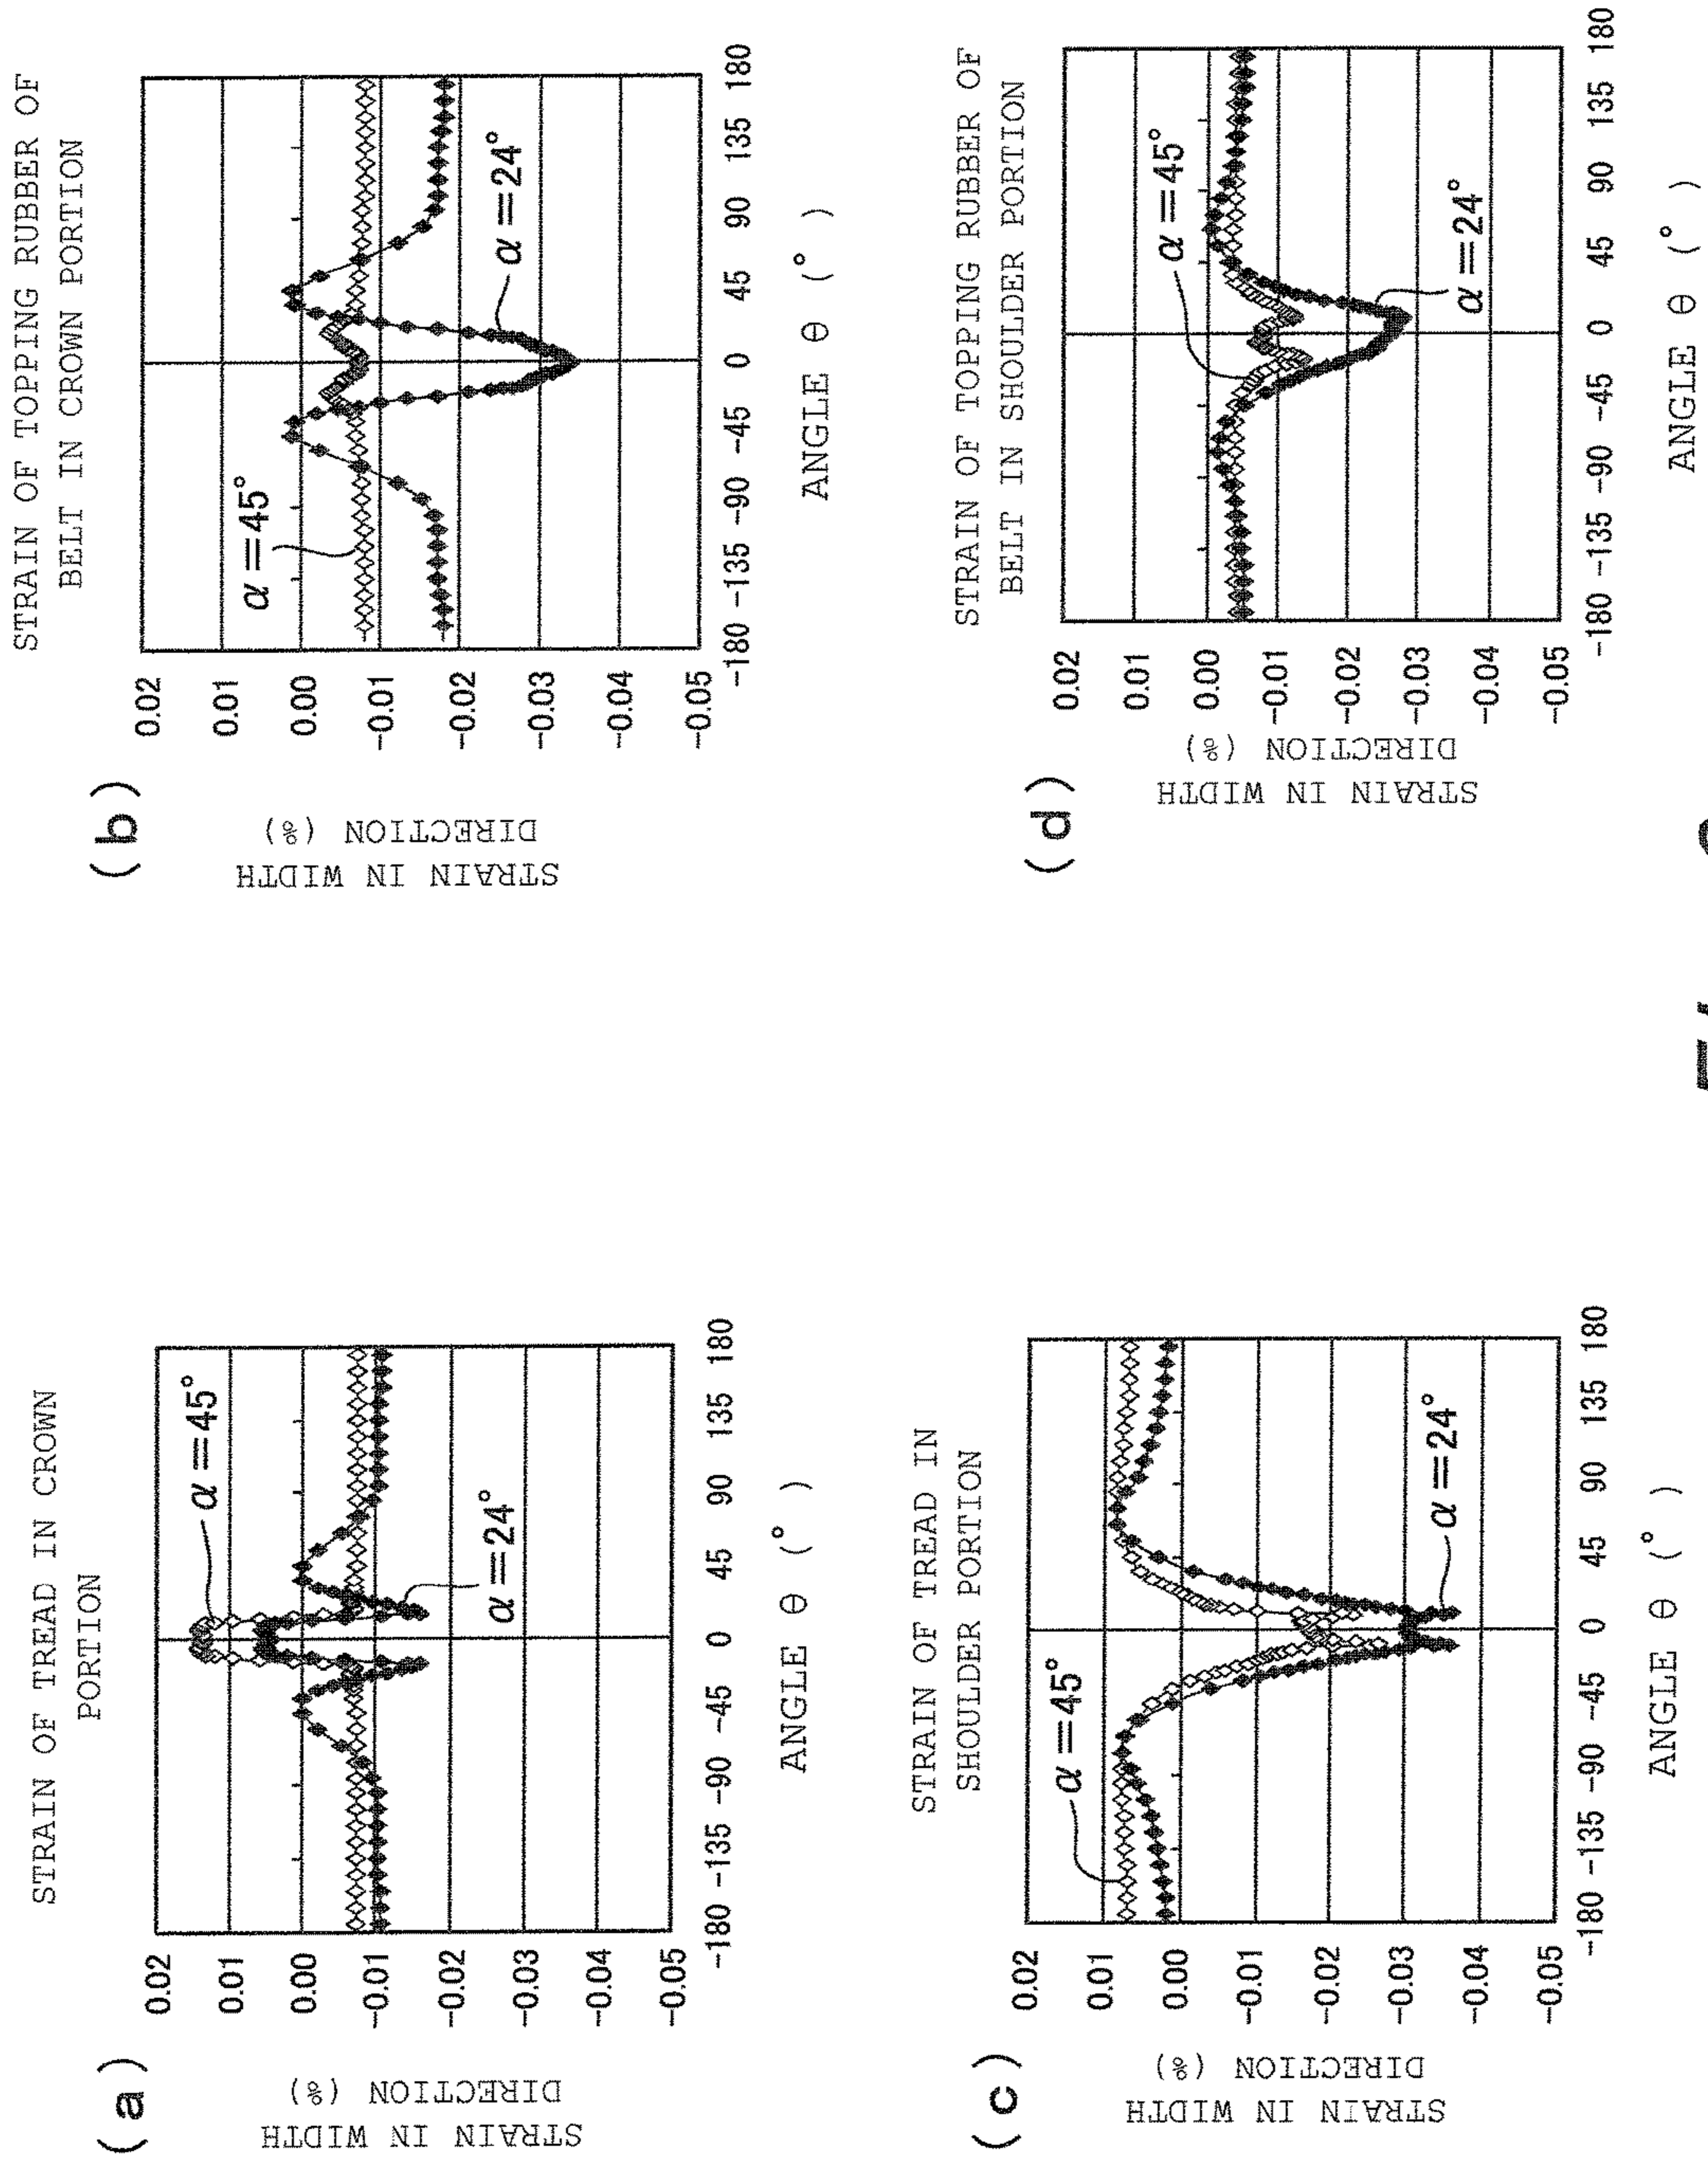 (a)
STRAIN OF TREAD IN CROWN
PORTION
STRAIN IN WIDTH
DIRECTION (%)
0.02
0.01
0.00
-0.01
-0.02
-0.03
-0.04
-0.05
α=45°
α=24°
-180 -135 -90 -45 0 45 90 135 180
ANGLE θ (°)
(b)
STRAIN OF TOPPING RUBBER OF
BELT IN CROWN PORTION
STRAIN IN WIDTH
DIRECTION (%)
0.02
0.01
0.00
-0.01
-0.02
-0.03
-0.04
-0.05
α=45°
α=24°
-180 -135 -90 -45 0 45 90 135 180
ANGLE θ (°)
(c)
STRAIN OF TREAD IN
SHOULDER PORTION
STRAIN IN WIDTH
DIRECTION (%)
0.02
0.01
0.00
-0.01
-0.02
-0.03
-0.04
-0.05
α=45°
α=24°
-180 -135 -90 -45 0 45 90 135 180
ANGLE θ (°)
(d)
STRAIN OF TOPPING RUBBER OF
BELT IN SHOULDER PORTION
STRAIN IN WIDTH
DIRECTION (%)
0.02
0.01
0.00
-0.01
-0.02
-0.03
-0.04
-0.05
α=45°
α=24°
-180 -135 -90 -45 0 45 90 135 180
ANGLE θ (°)